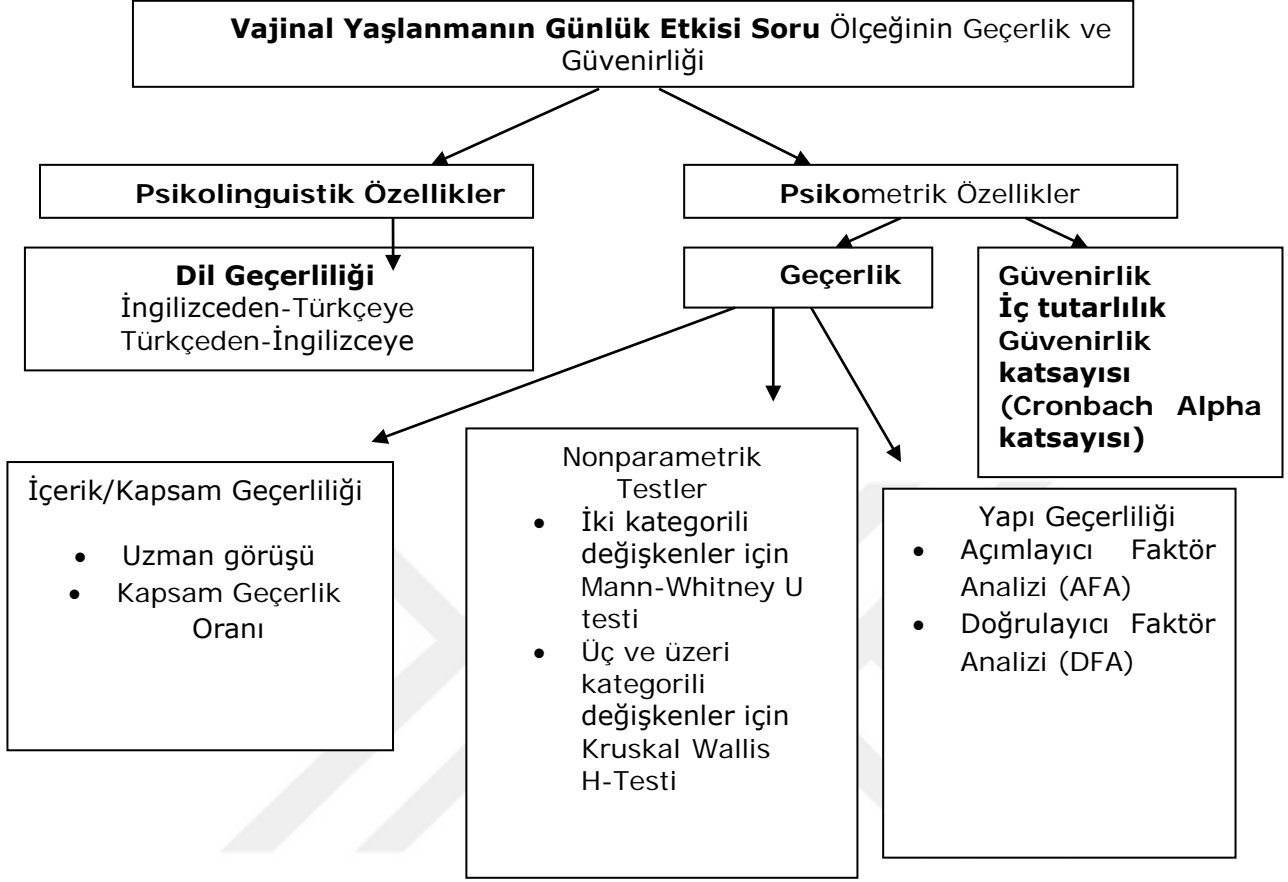 Vajinal Yaşlanmanın Günlük Etkisi Soru Ölçeğinin Geçerlik ve
Güvenirliği
Psikolinguistik Özellikler
Psikometrik Özellikler
Dil Geçerliliği
İngilizceden-Türkçeye
Türkçeden-İngilizceye
Geçerlik
Güvenirlik
İç tutarlılık
Güvenirlik
katsayısı
(Cronbach Alpha
katsayısı)
İçerik/Kapsam Geçerliliği
• Uzman görüşü
• Kapsam Geçerlik
Oranı
Nonparametrik
Testler
• İki kategorili
değişkenler için
Mann-Whitney U
testi
• Üç ve üzeri
kategorili
değişkenler için
Kruskal Wallis
H-Testi
Yapı Geçerliliği
• Açımlayıcı Faktör
Analizi (AFA)
• Doğrulayıcı Faktör
Analizi (DFA)